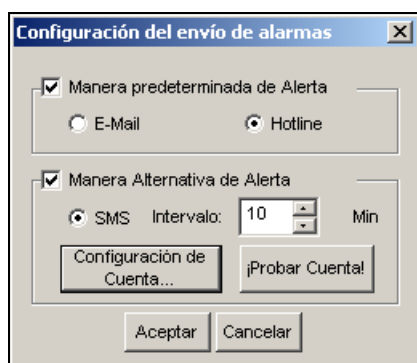 Configuración del envío de alarmas
Manera predeterminada de Alerta
E-Mail Hotline
Manera Alternativa de Alerta
SMS Intervalo: 10 Min
Configuración de
Cuenta...
¡Probar Cuenta!
Aceptar Cancelar